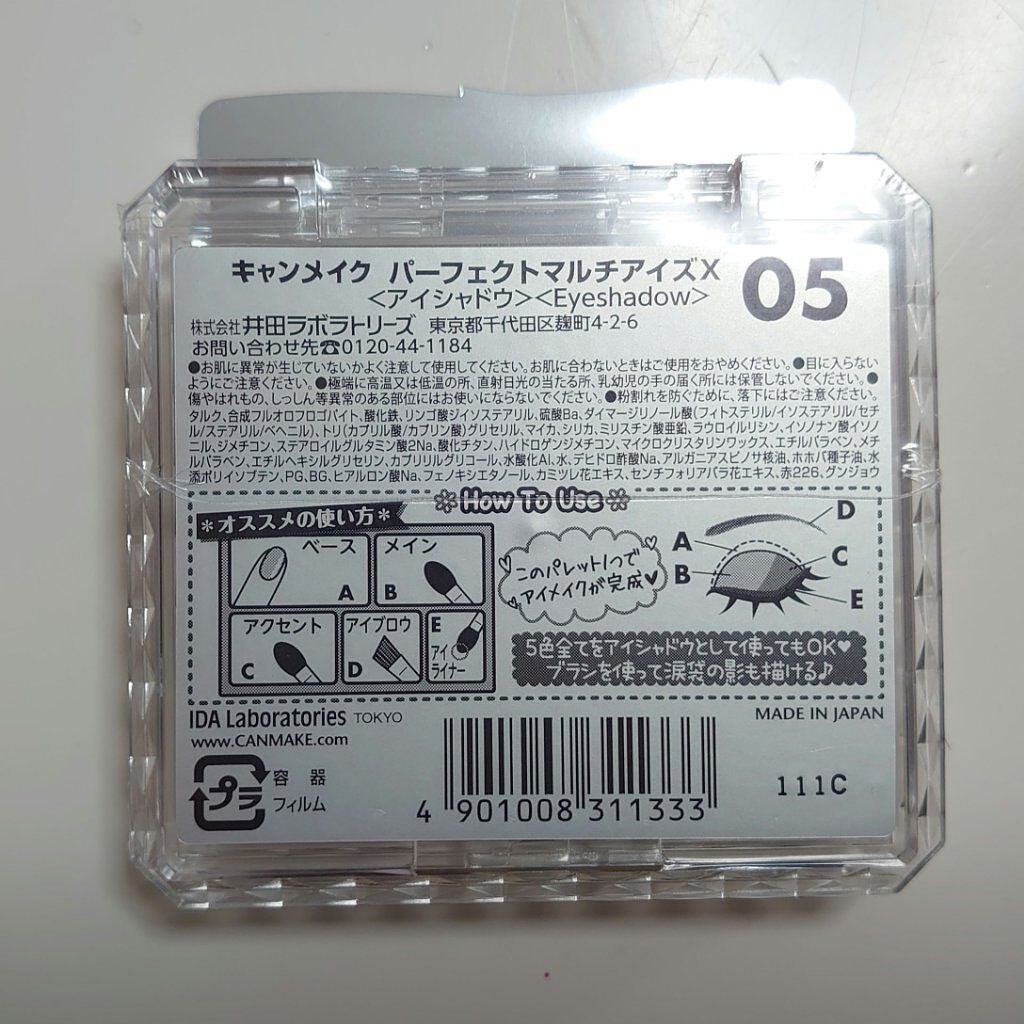 キャンメイク パーフェクトマルチアイズX 05
<アイシャドウ><Eyeshadow>
株式会社井田ラボラトリーズ 東京都千代田区麹町4-2-6
お問い合わせ先☎0120-44-1184
●お肌に異常が生じていないかよく注意して使用してください。お肌に合わないときはご使用をおやめください。●目に入らない
ようにご注意ください。●極端に高温又は低温の所、直射日光の当たる所、乳幼児の手の届く所には保管しないでください。●
傷やはれもの、しっしん等異常のある部位にはお使いにならないでください。●粉割れを防ぐために、落下にはご注意ください。
タルク、合成フルオロフロゴパイト、酸化鉄、リンゴ酸ジイソステアリル、硫酸Ba、ダイマージリノール酸(フィトステリル/イソステアリル/セチ
ル/ステアリル/ベヘニル)、トリ(カプリル/カプリン酸)グリセリル、マイカ、シリカ、ミリスチン酸亜鉛、ラウロイルリシン、イソノナン酸イソノ
ニル、ジメチコン、ステアロイルグルタミン酸2Na、酸化チタン、ハイドロゲンジメチコン、マイクロクリスタリンワックス、エチルパラベン、メチ
ルパラベン、エチルヘキシルグリセリン、カプリリルグリコール、水酸化Al、水、デヒドロ酢酸Na、アルガニアスピノサ核油、ホホバ種子油、水
添ポリイソブテン、PG、BG、ヒアルロン酸Na、フェノキシエタノール、カミツレ花エキス、センチフォリアバラ花エキス、赤226、グンジョウ
How To Use
*オススメの使い方*
ベース A
メイン B
アクセント C
アイブロウ D
E アイライナー
このパレット1つで
アイメイクが完成♥
A
B
D
C
E
5色全てをアイシャドウとして使ってもOK♥
ブラシを使って涙袋の影も描ける♪
IDA Laboratories TOKYO
MADE IN JAPAN
www.CANMAKE.com
プラ
容器
フィルム
4 901008 311333
111C